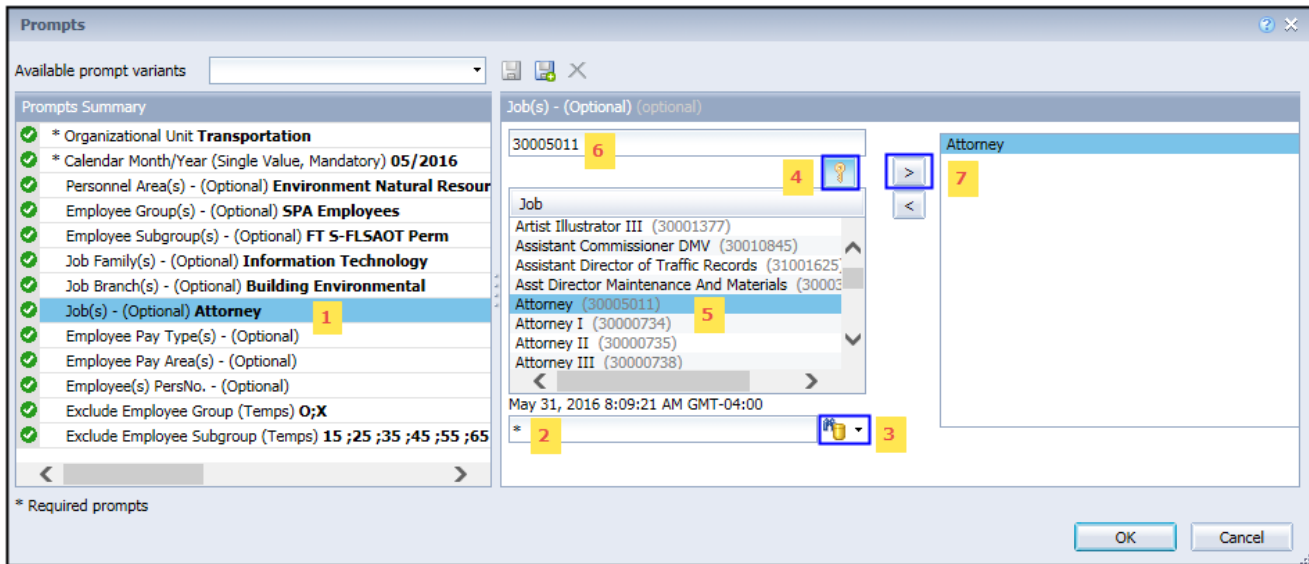 Prompts
Available prompt variants
Prompts Summary
* Organizational Unit Transportation
* Calendar Month/Year (Single Value, Mandatory) 05/2016
Personnel Area(s) - (Optional) Environment Natural Resour
Employee Group(s) - (Optional) SPA Employees
Employee Subgroup(s) - (Optional) FT S-FLSAOT Perm
Job Family(s) - (Optional) Information Technology
Job Branch(s) - (Optional) Building Environmental
Job(s) - (Optional) Attorney 1
Employee Pay Type(s) - (Optional)
Employee Pay Area(s) - (Optional)
Employee(s) PersNo. - (Optional)
Exclude Employee Group (Temps) O;X
Exclude Employee Subgroup (Temps) 15 ;25 ;35 ;45 ;55 ;65
* Required prompts
Job(s) - (Optional) (optional)
30005011 6
4
Job
Artist Illustrator III (30001377)
Assistant Commissioner DMV (30010845)
Assistant Director of Traffic Records (31001625)
Asst Director Maintenance And Materials (30003
Attorney (30005011) 5
Attorney I (30000734)
Attorney II (30000735)
Attorney III (30000738)
May 31, 2016 8:09:21 AM GMT-04:00
* 2
3
> 7
<
Attorney
OK
Cancel